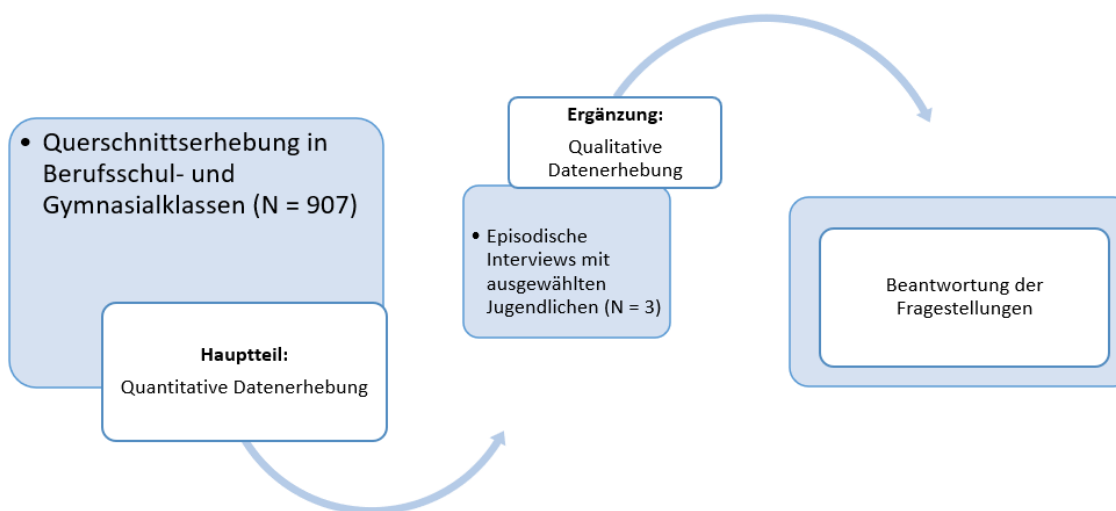 • Querschnittserhebung in
Berufsschul- und
Gymnasialklassen (N = 907)
Hauptteil:
Quantitative Datenerhebung
Ergänzung:
Qualitative
Datenerhebung
• Episodische
Interviews mit
ausgewählten
Jugendlichen (N = 3)
Beantwortung der
Fragestellungen